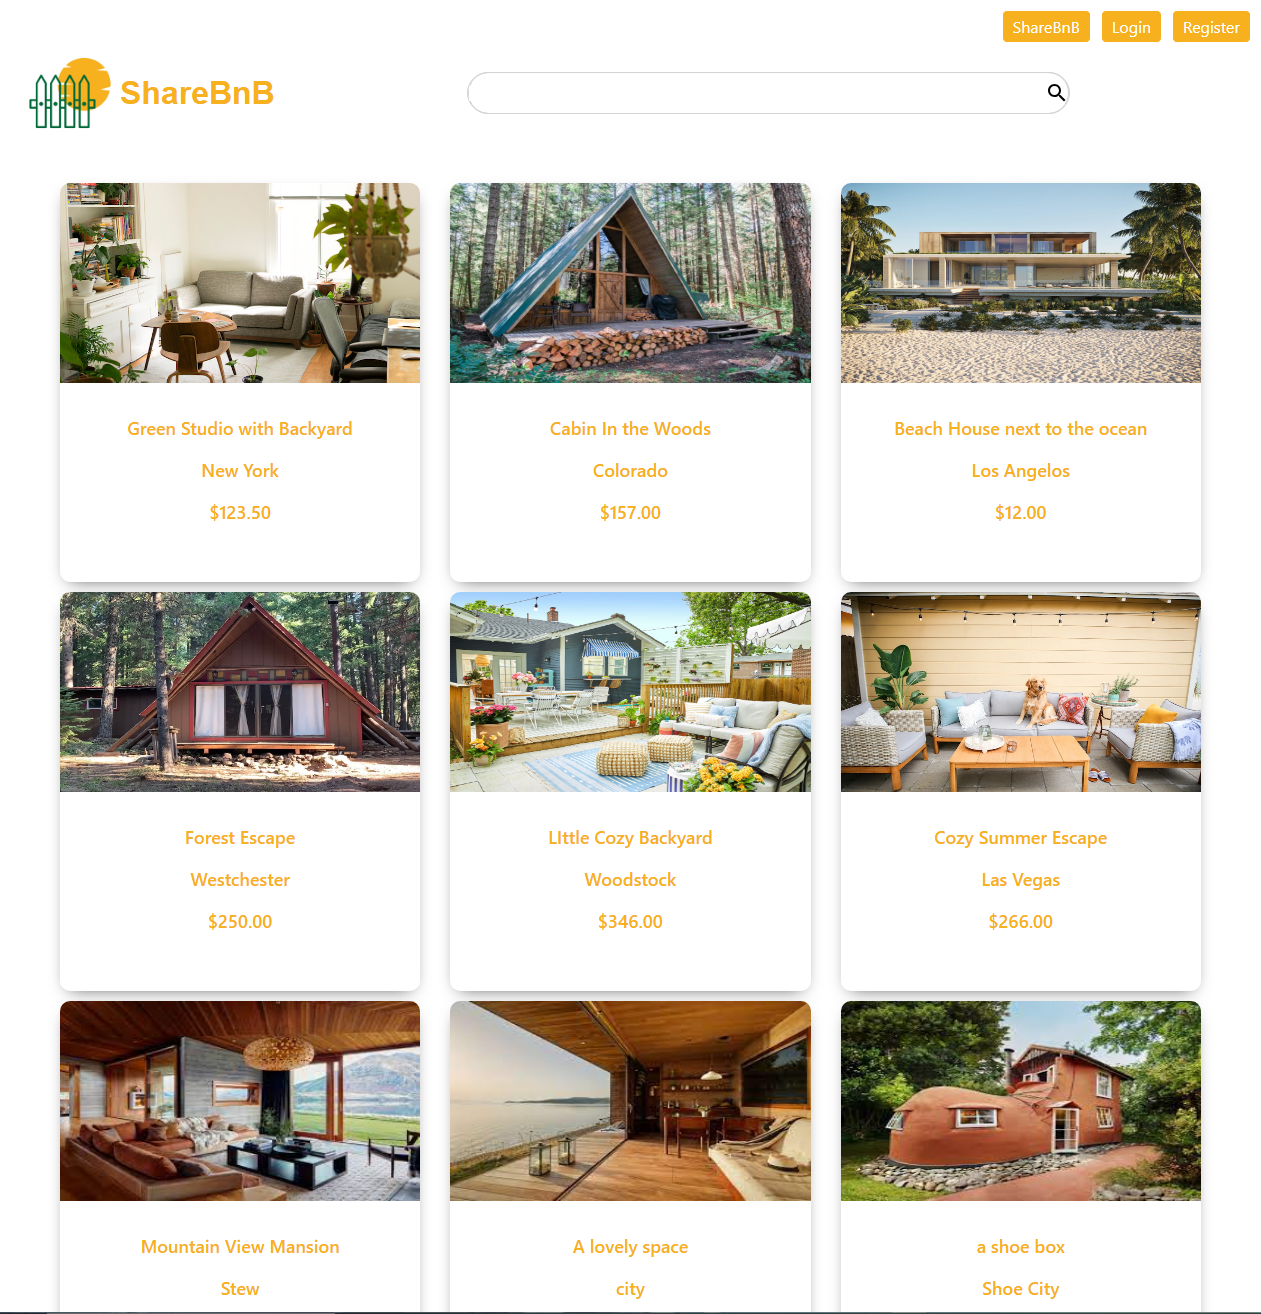 ShareBnB Login Register
ShareBnB
Green Studio with Backyard
New York
$123.50
Cabin In the Woods
Colorado
$157.00
Beach House next to the ocean
Los Angelos
$12.00
Forest Escape
Westchester
$250.00
LIttle Cozy Backyard
Woodstock
$346.00
Cozy Summer Escape
Las Vegas
$266.00
Mountain View Mansion
Stew
A lovely space
city
a shoe box
Shoe City